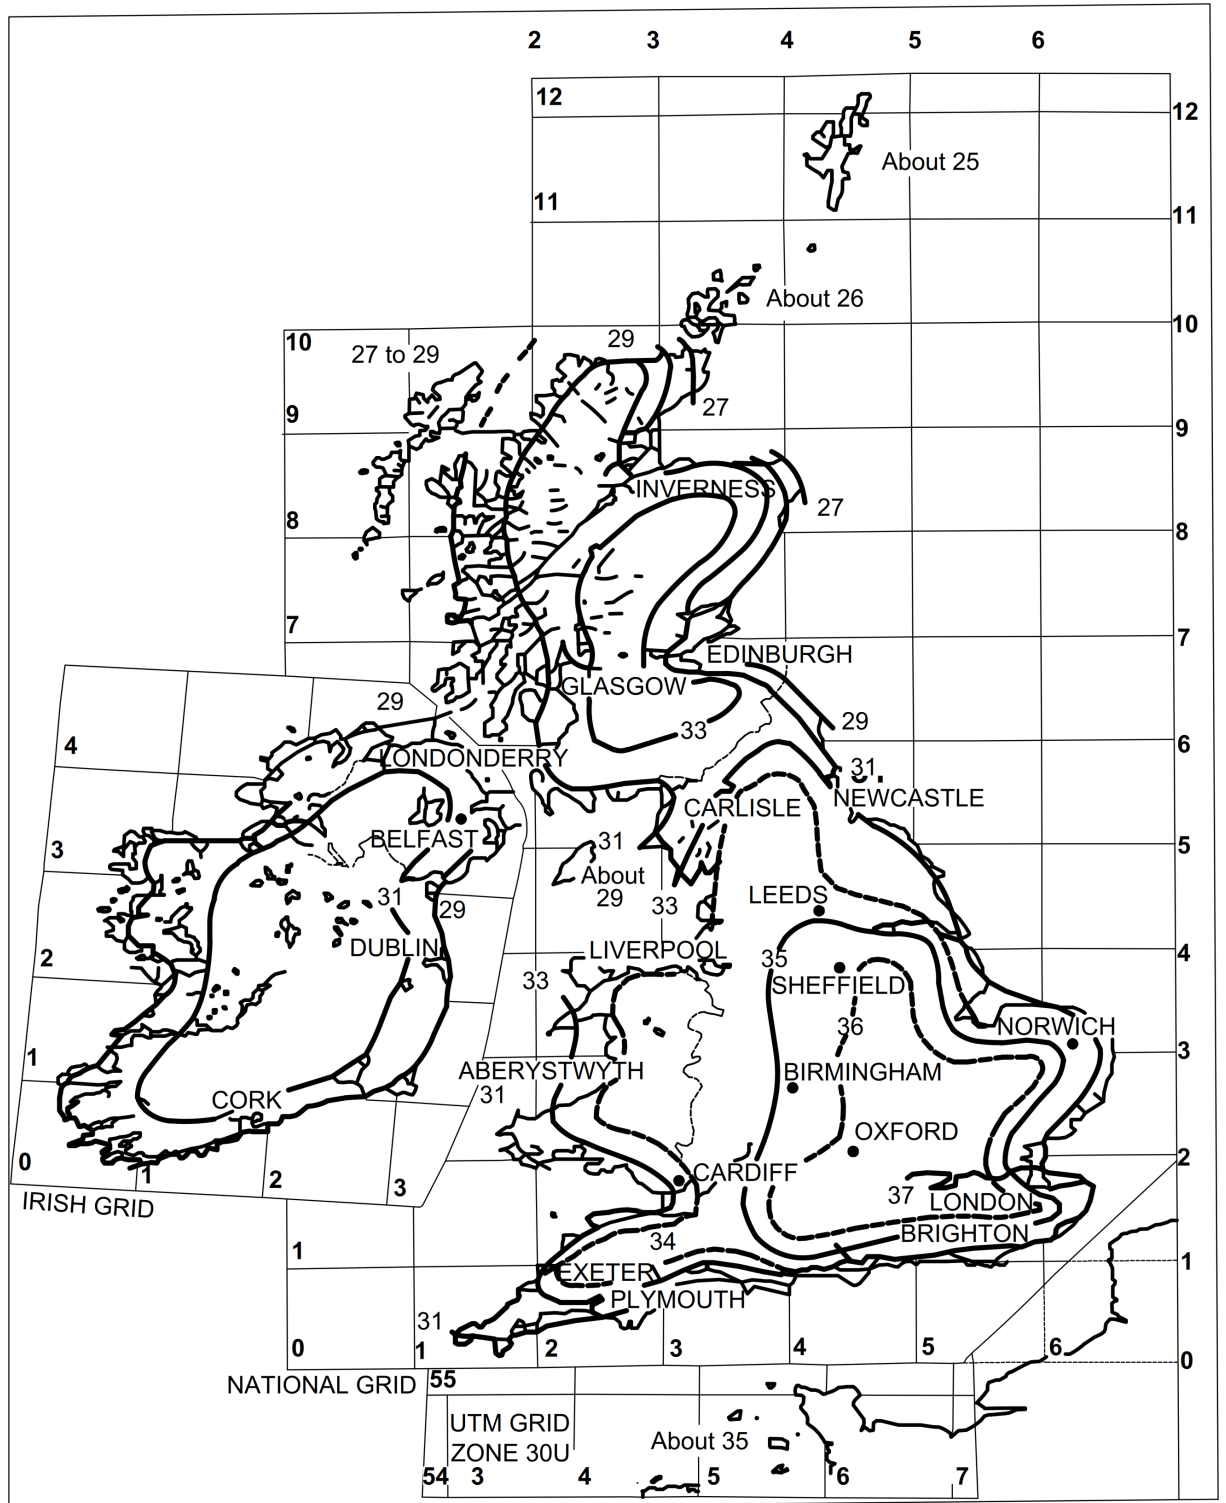 2 3 4 5 6
12
12
About 25
11
11
About 26
10
10
29
27 to 29
27
9
9
INVERNESS
27
8
8
7
7
EDINBURGH
GLASGOW
29
29
4
33
6
LONDONDERRY
31.
NEWCASTLE
CARLISLE
BELFAST
31
5
3
About
29
LEEDS
31
33
29
DUBLIN
LIVERPOOL
4
2
35
33
SHEFFIELD
36
NORWICH
1
3
ABERYSTWYTH
BIRMINGHAM
31
CORK
OXFORD
0
2
1
2
3
CARDIFF
37
LONDON
IRISH GRID
BRIGHTON
34
1
1
EXETER
PLYMOUTH
31
0 1 2 3 4 5 6 0
NATIONAL GRID
55
UTM GRID
ZONE 30U
About 35
54 3 4 5 6 7